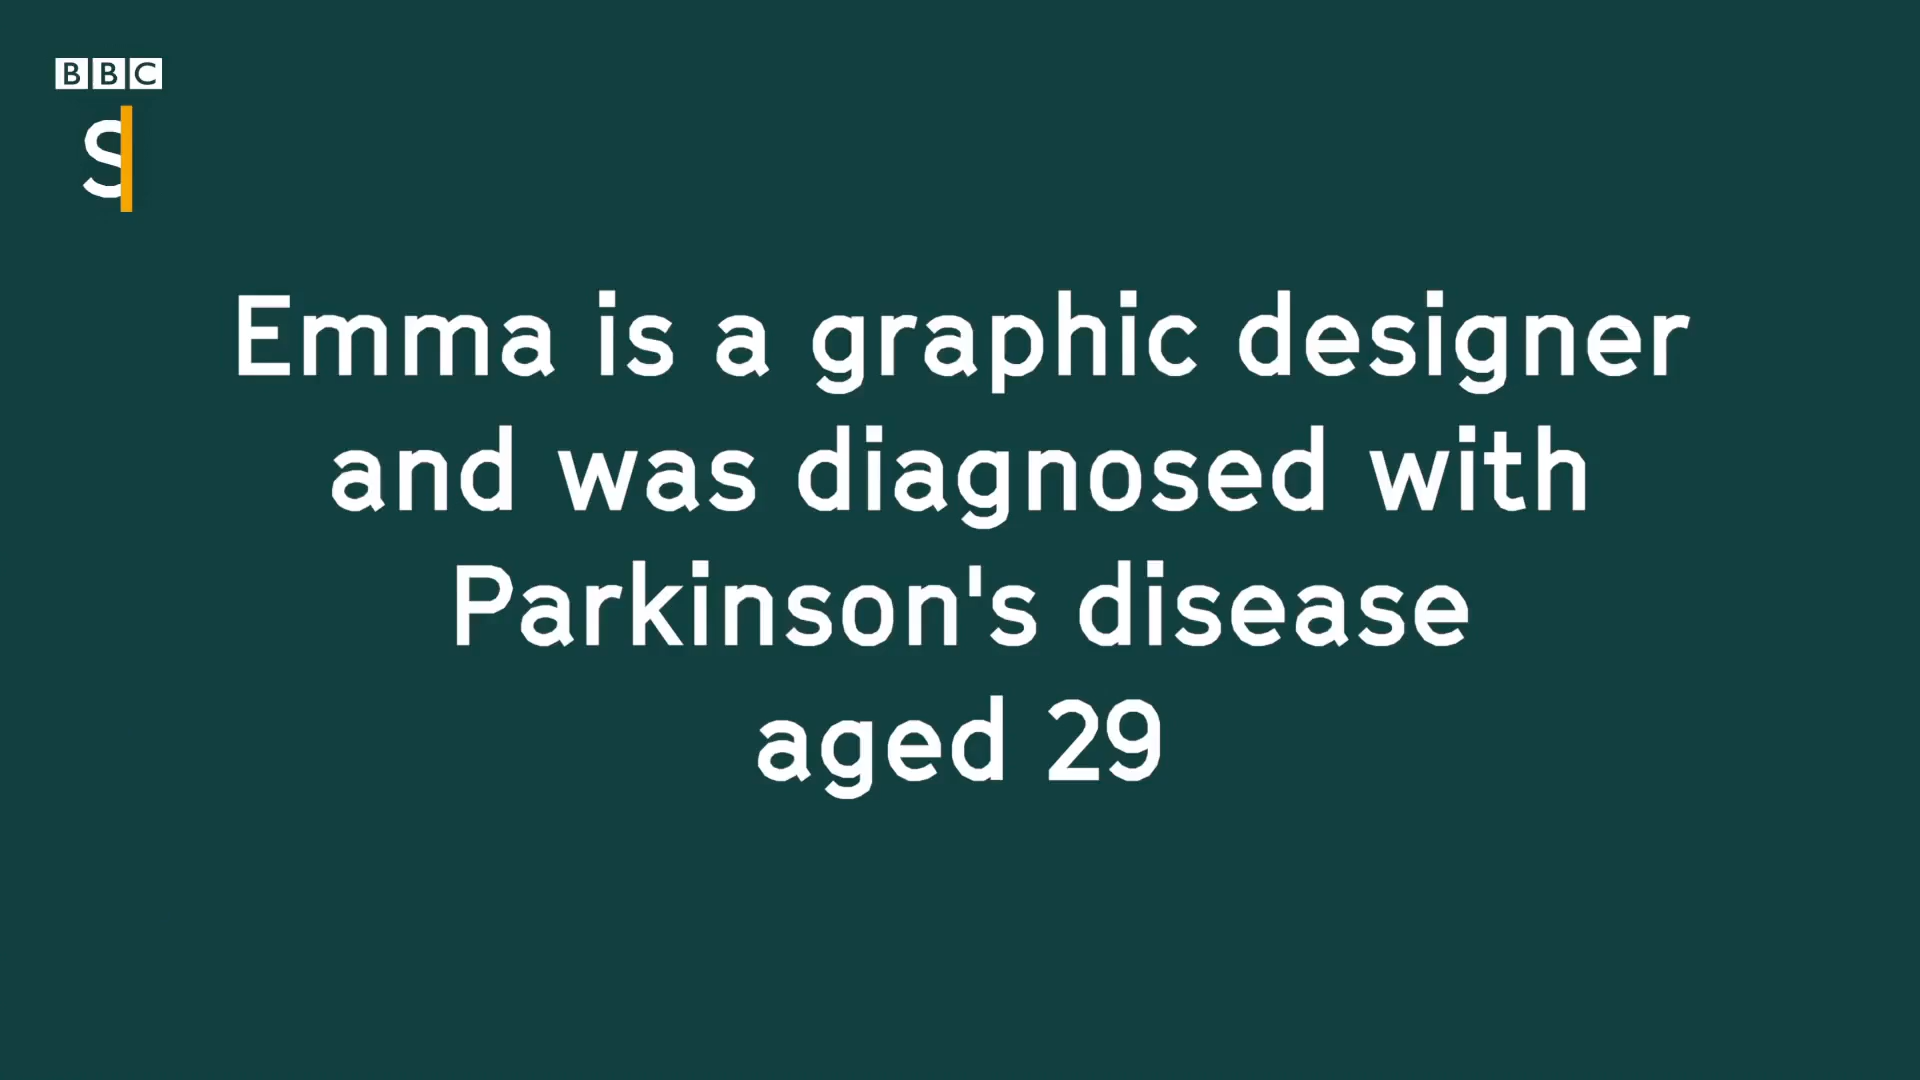 BBC
S
Emma is a graphic designer
and was diagnosed with
Parkinson's disease
aged 29